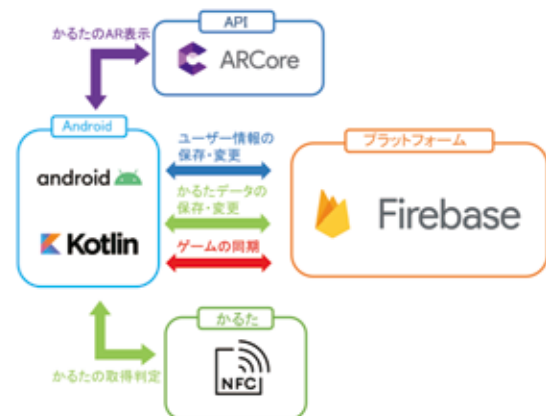 API
かるたのAR表示
ARCore
Android
android
Kotlin
ユーザー情報の
保存・変更
かるたデータの
保存・変更
ゲームの同期
プラットフォーム
Firebase
かるた
NFC
かるたの取得判定